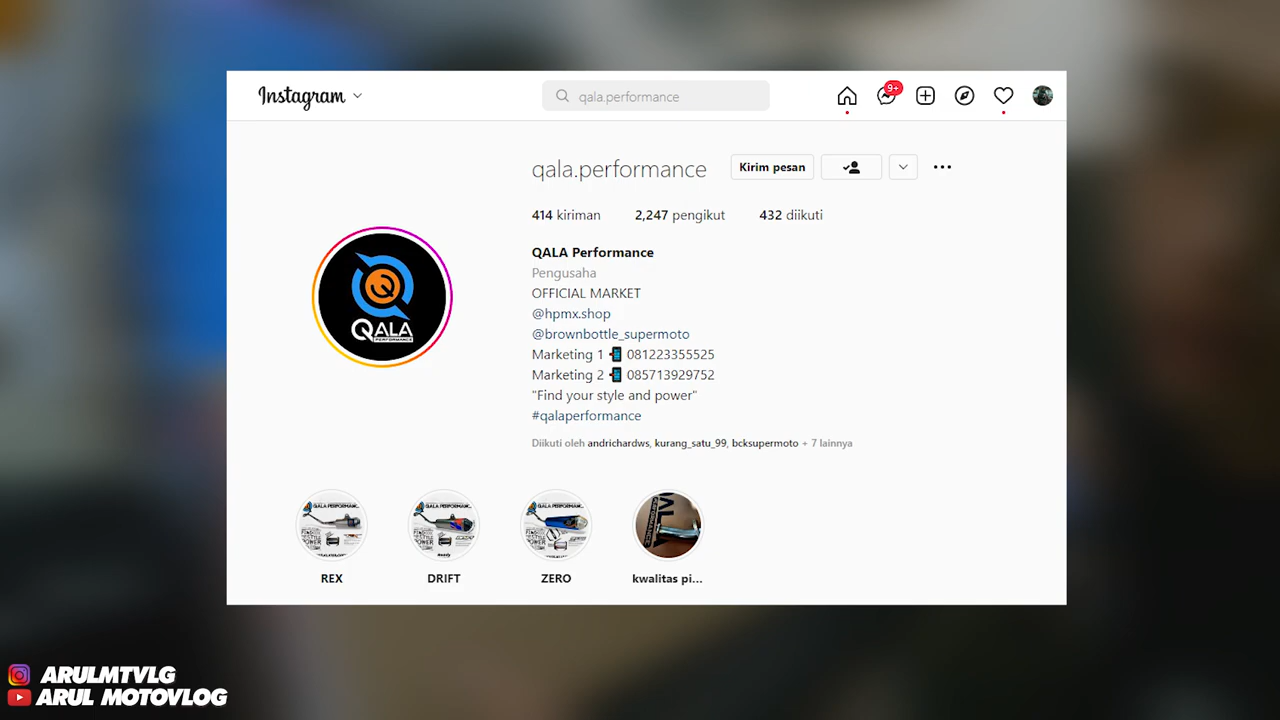 Instagram
qala.performance
9+
qala.performance
Kirim pesan
414 kiriman 2,247 pengikut 432 diikuti
QALA Performance
Pengusaha
OFFICIAL MARKET
@hpmx.shop
@brownbottle_supermoto
Marketing 1 📲 081223355525
Marketing 2 📲 085713929752
"Find your style and power"
#qalaperformance
Diikuti oleh andrichardws, kurang_satu_99, bcksupermoto + 7 lainnya
QALA
PERFORMANCE
REX
DRIFT
ZERO
kwalitas pi...
ARULMTVLG
ARUL MOTOVLOG